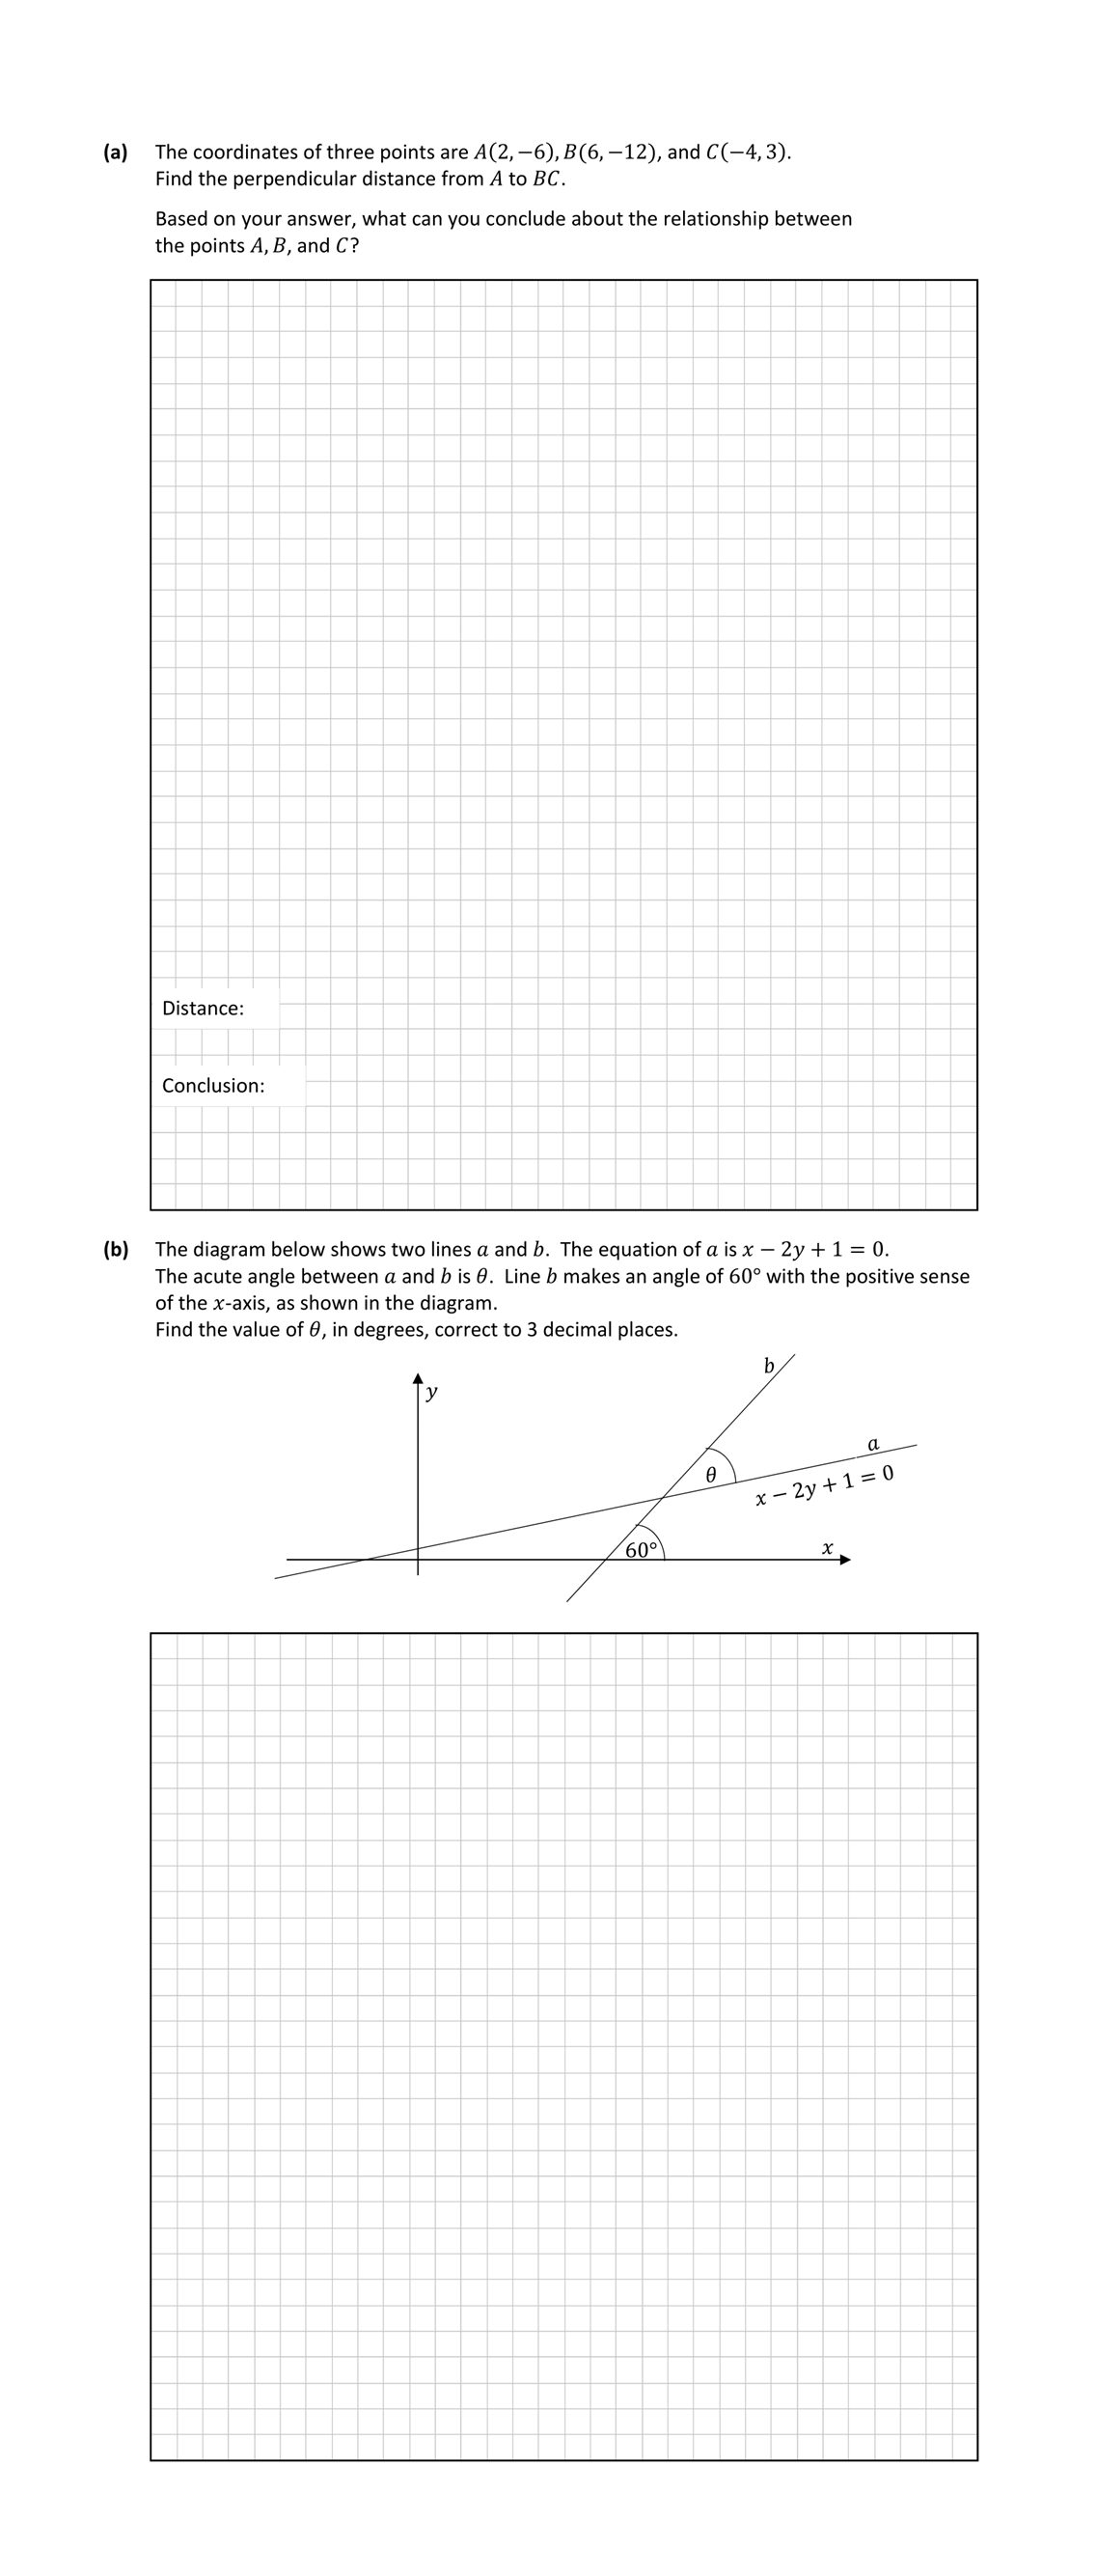 (a) The coordinates of three points are A(2, −6), B(6, −12), and C(−4, 3).
Find the perpendicular distance from A to BC.
Based on your answer, what can you conclude about the relationship between
the points A, B, and C?
Distance:
Conclusion:
(b) The diagram below shows two lines a and b. The equation of a is x − 2y + 1 = 0.
The acute angle between a and b is θ. Line b makes an angle of 60° with the positive sense
of the x-axis, as shown in the diagram.
Find the value of θ, in degrees, correct to 3 decimal places.
b
y
a
θ
x − 2y + 1 = 0
60°
x